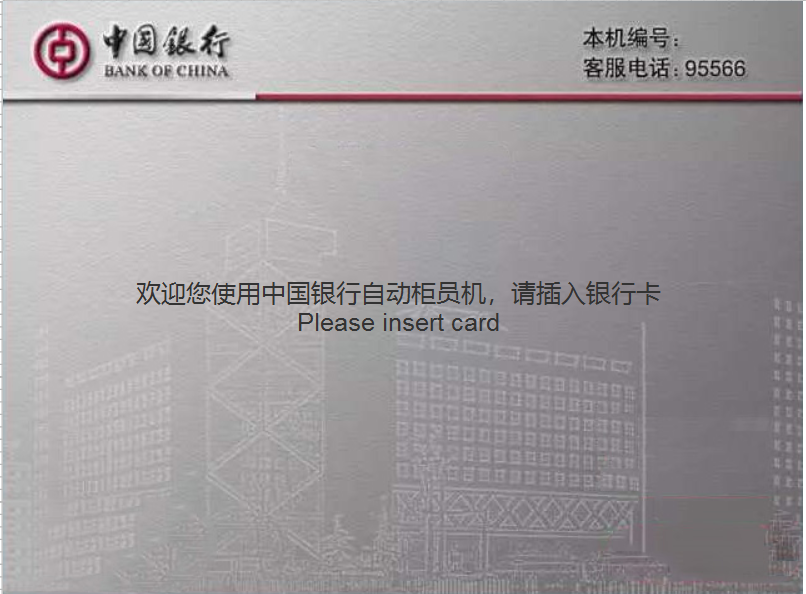 中国银行
BANK OF CHINA
本机编号：
客服电话：95566
欢迎您使用中国银行自动柜员机，请插入银行卡
Please insert card